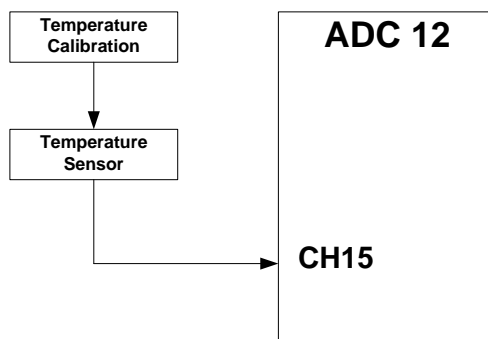 Temperature
Calibration
ADC 12
Temperature
Sensor
CH15